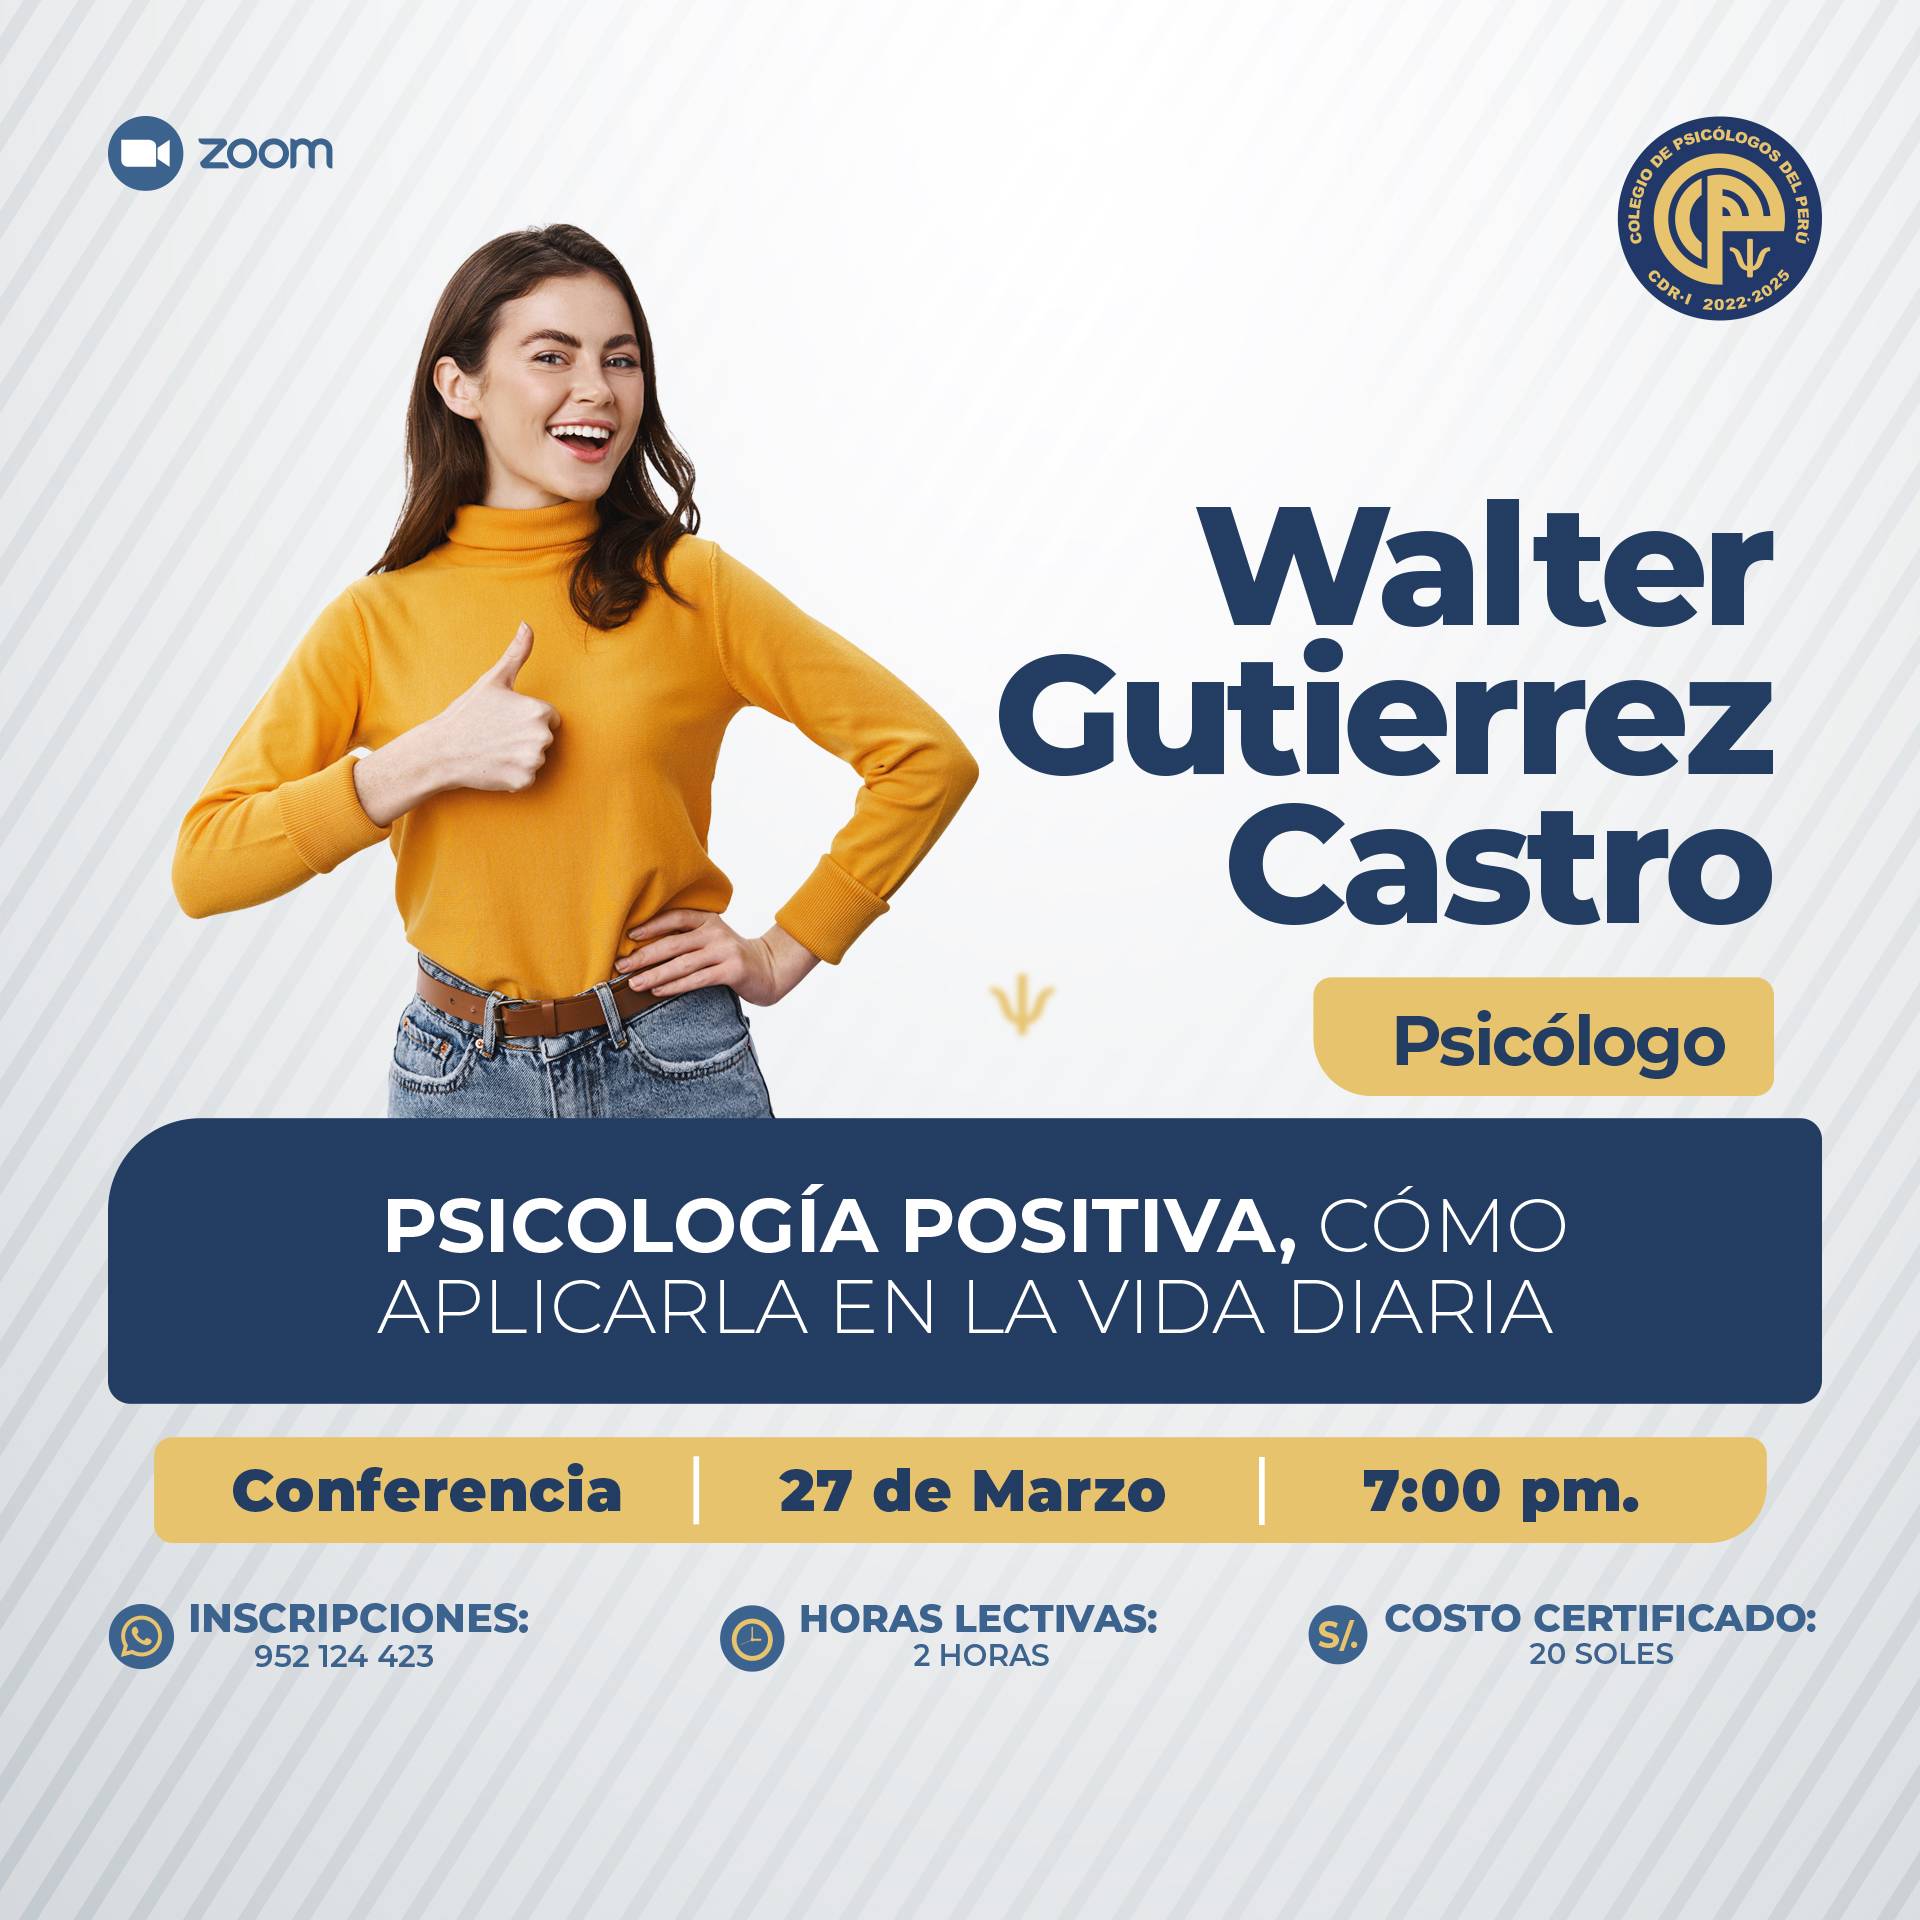 zoom
COLEGIO DE PSICÓLOGOS DEL PERÚ
CDR·I 2022·2025
Walter
Gutierrez
Castro
Psicólogo
PSICOLOGÍA POSITIVA, CÓMO
APLICARLA EN LA VIDA DIARIA
Conferencia | 27 de Marzo | 7:00 pm.
INSCRIPCIONES:
952 124 423
HORAS LECTIVAS:
2 HORAS
S/.
COSTO CERTIFICADO:
20 SOLES